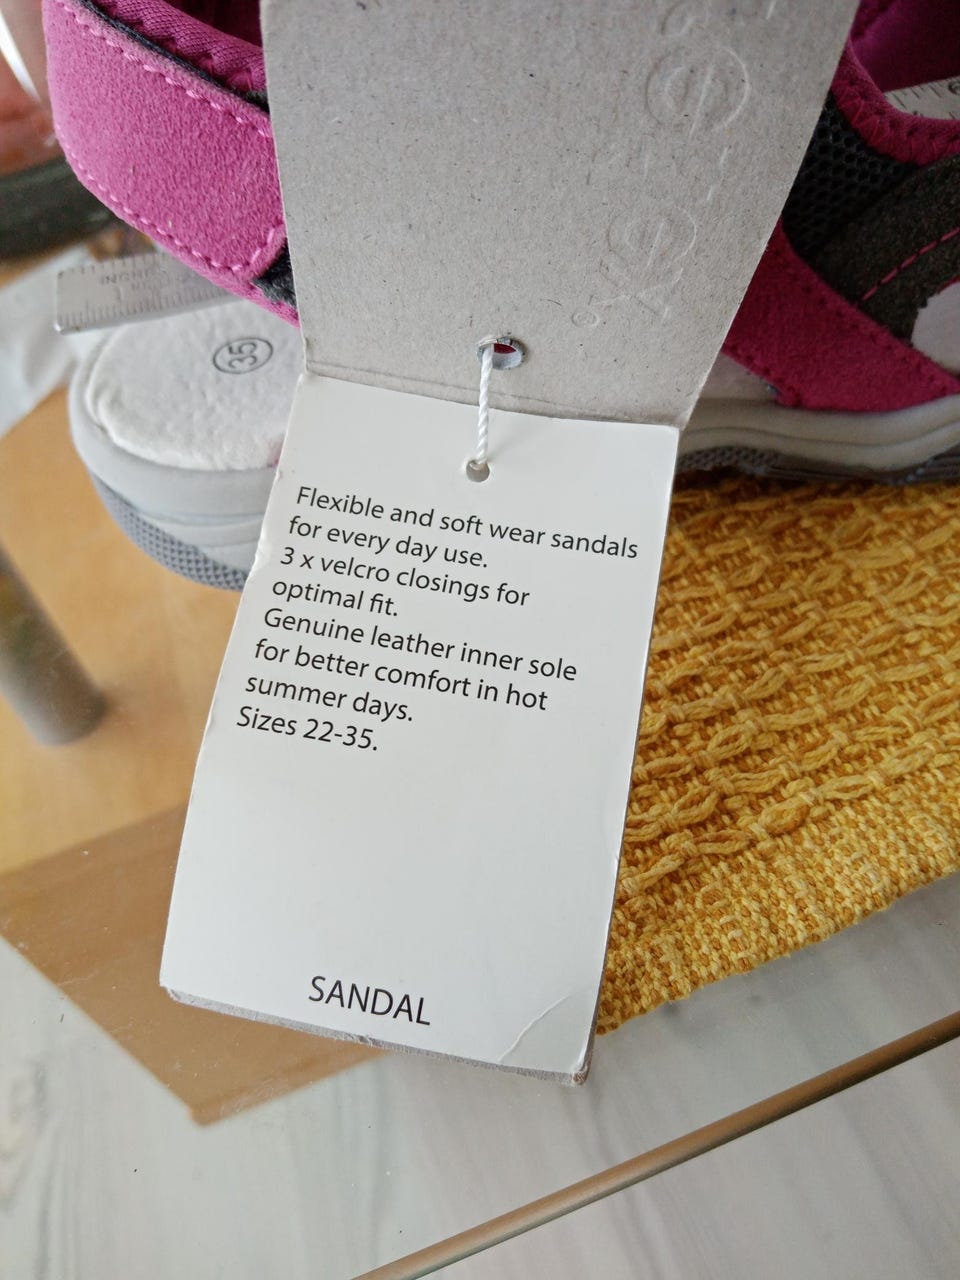 Flexible and soft wear sandals
for every day use.
3 x velcro closings for
optimal fit.
Genuine leather inner sole
for better comfort in hot
summer days.
Sizes 22-35.
SANDAL
35